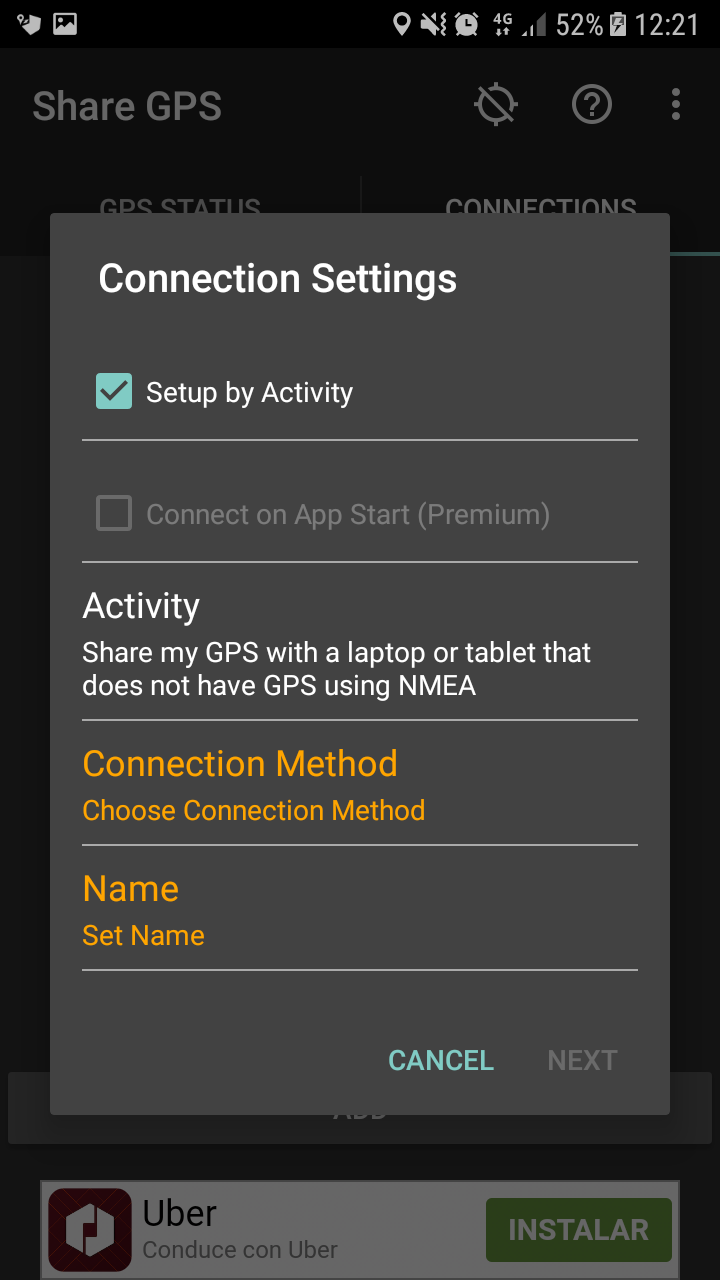 4G 52% 12:21
Share GPS
GPS STATUS CONNECTIONS
Connection Settings
Setup by Activity
Connect on App Start (Premium)
Activity
Share my GPS with a laptop or tablet that
does not have GPS using NMEA
Connection Method
Choose Connection Method
Name
Set Name
CANCEL NEXT
ADD
Uber
Conduce con Uber
INSTALAR